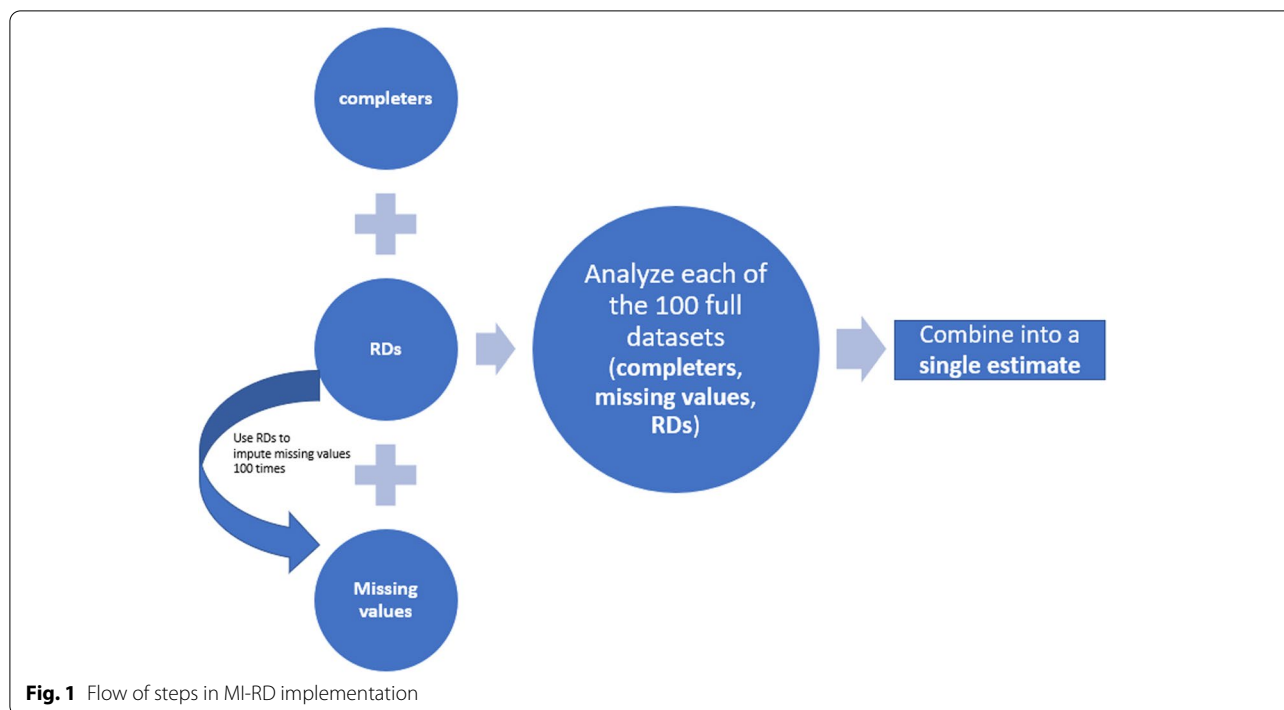 completers
RDs
Use RDs to
impute missing values
100 times
Missing
values
Analyze each of
the 100 full
datasets
(completers,
missing values,
RDs)
Combine into a
single estimate
Fig. 1 Flow of steps in MI-RD implementation